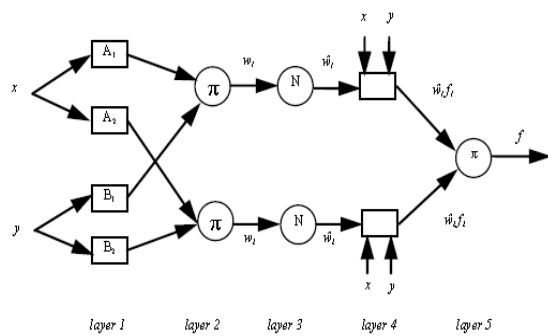 x y
A₁ w₁ ŵ₁
π N ŵ₁f₁
x
A₂
f
π
B₁
y
π N ŵ₁f₁
B₂ w₁ ŵ₁
x y
layer 1 layer 2 layer 3 layer 4 layer 5